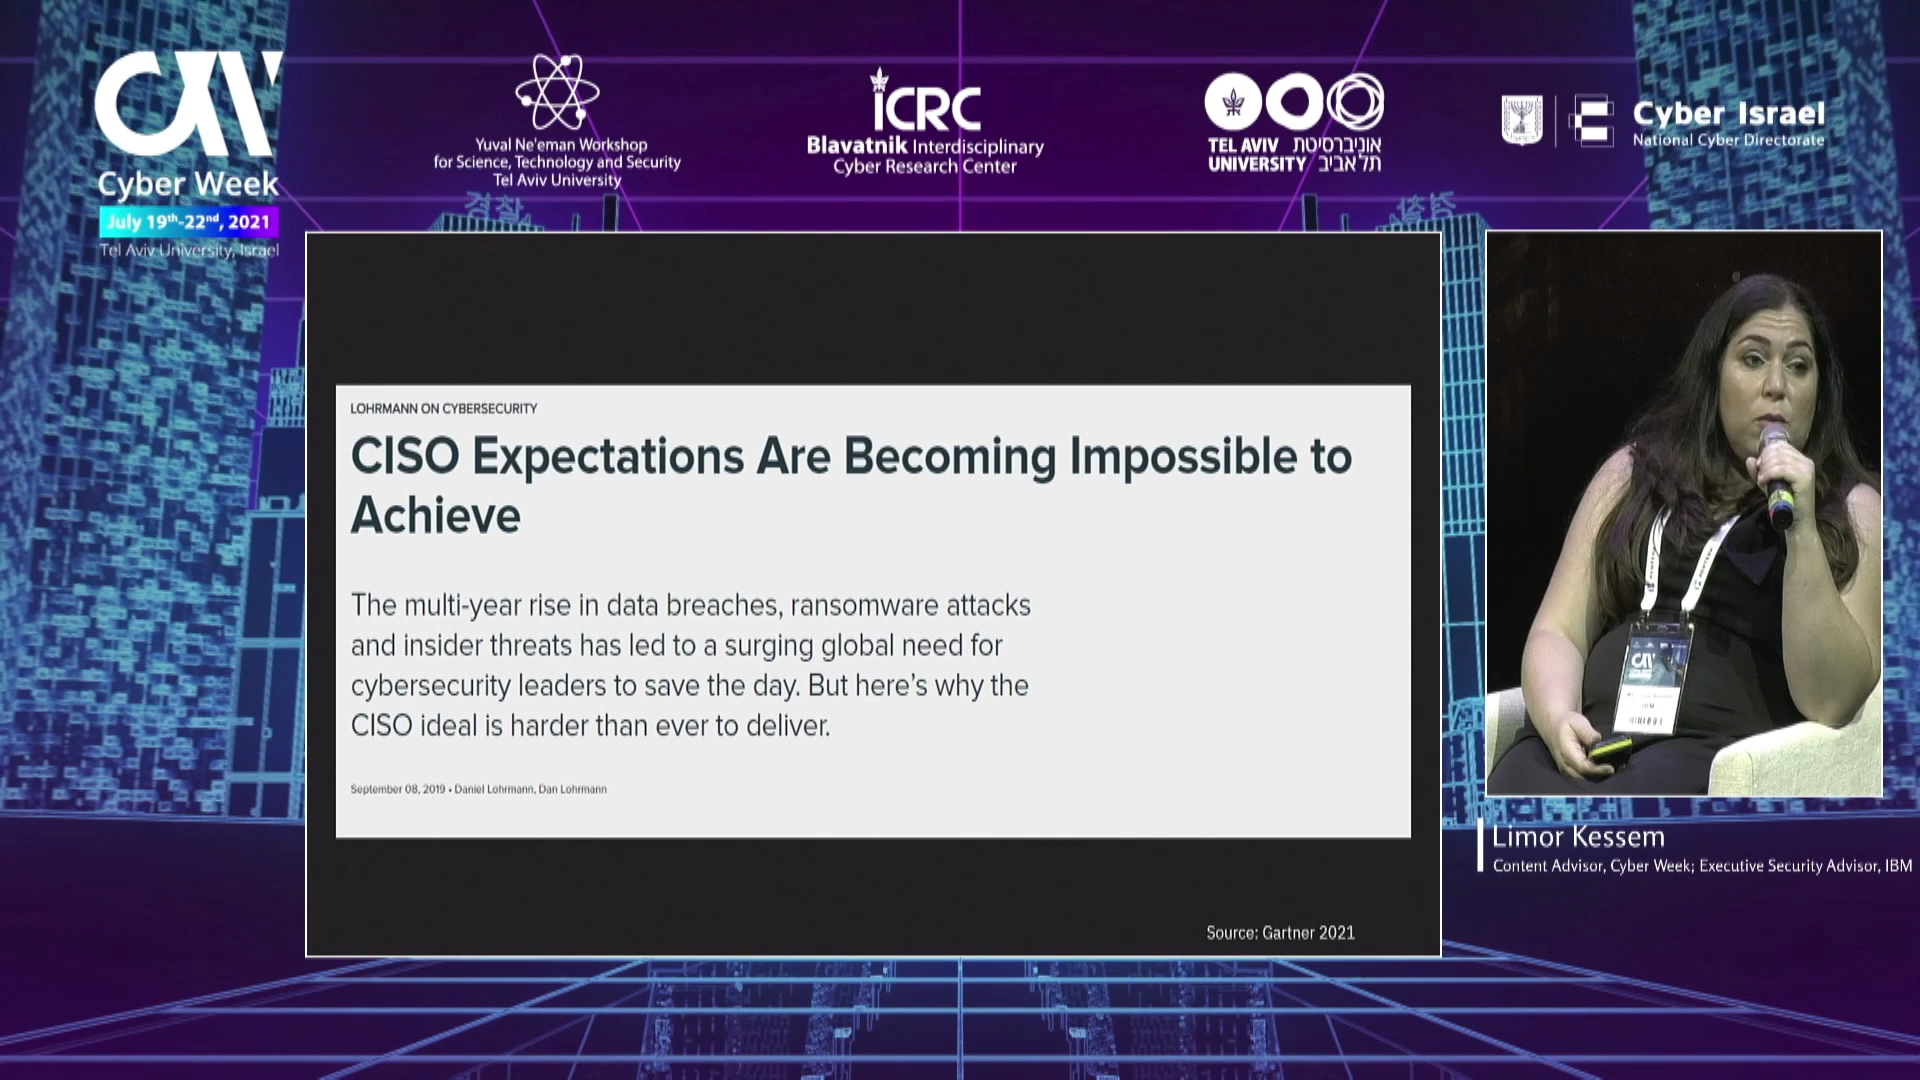 Cyber Week
July 19th-22nd, 2021
Tel Aviv University, Israel
Yuval Ne'eman Workshop
for Science, Technology and Security
Tel Aviv University
ICRC
Blavatnik Interdisciplinary
Cyber Research Center
TEL AVIV אוניברסיטת
UNIVERSITY תל אביב
Cyber Israel
National Cyber Directorate
LOHRMANN ON CYBERSECURITY
CISO Expectations Are Becoming Impossible to
Achieve
The multi-year rise in data breaches, ransomware attacks
and insider threats has led to a surging global need for
cybersecurity leaders to save the day. But here's why the
CISO ideal is harder than ever to deliver.
September 08, 2019 • Daniel Lohrmann, Dan Lohrmann
Source: Gartner 2021
Limor Kessem
Content Advisor, Cyber Week; Executive Security Advisor, IBM